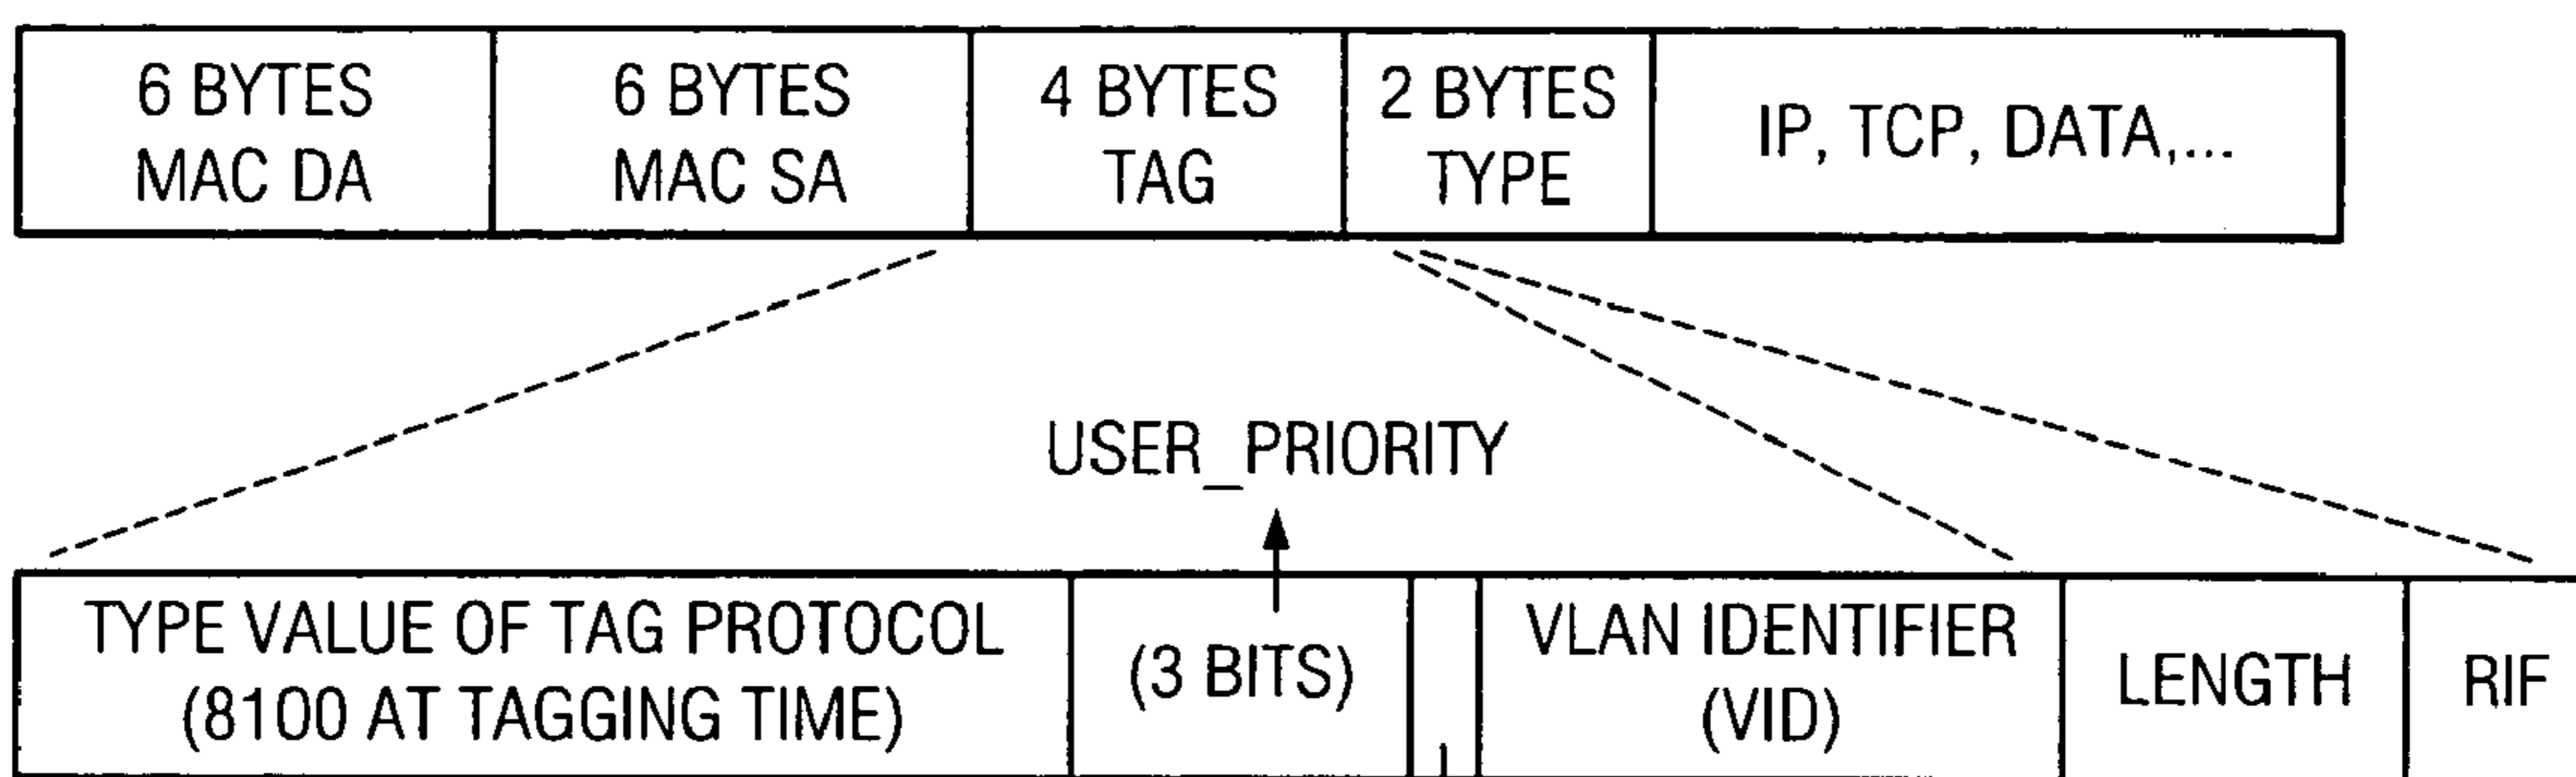 6 BYTES
MAC DA
6 BYTES
MAC SA
4 BYTES
TAG
2 BYTES
TYPE
IP, TCP, DATA,...
USER_PRIORITY
TYPE VALUE OF TAG PROTOCOL
(8100 AT TAGGING TIME)
(3 BITS)
VLAN IDENTIFIER
(VID)
LENGTH
RIF